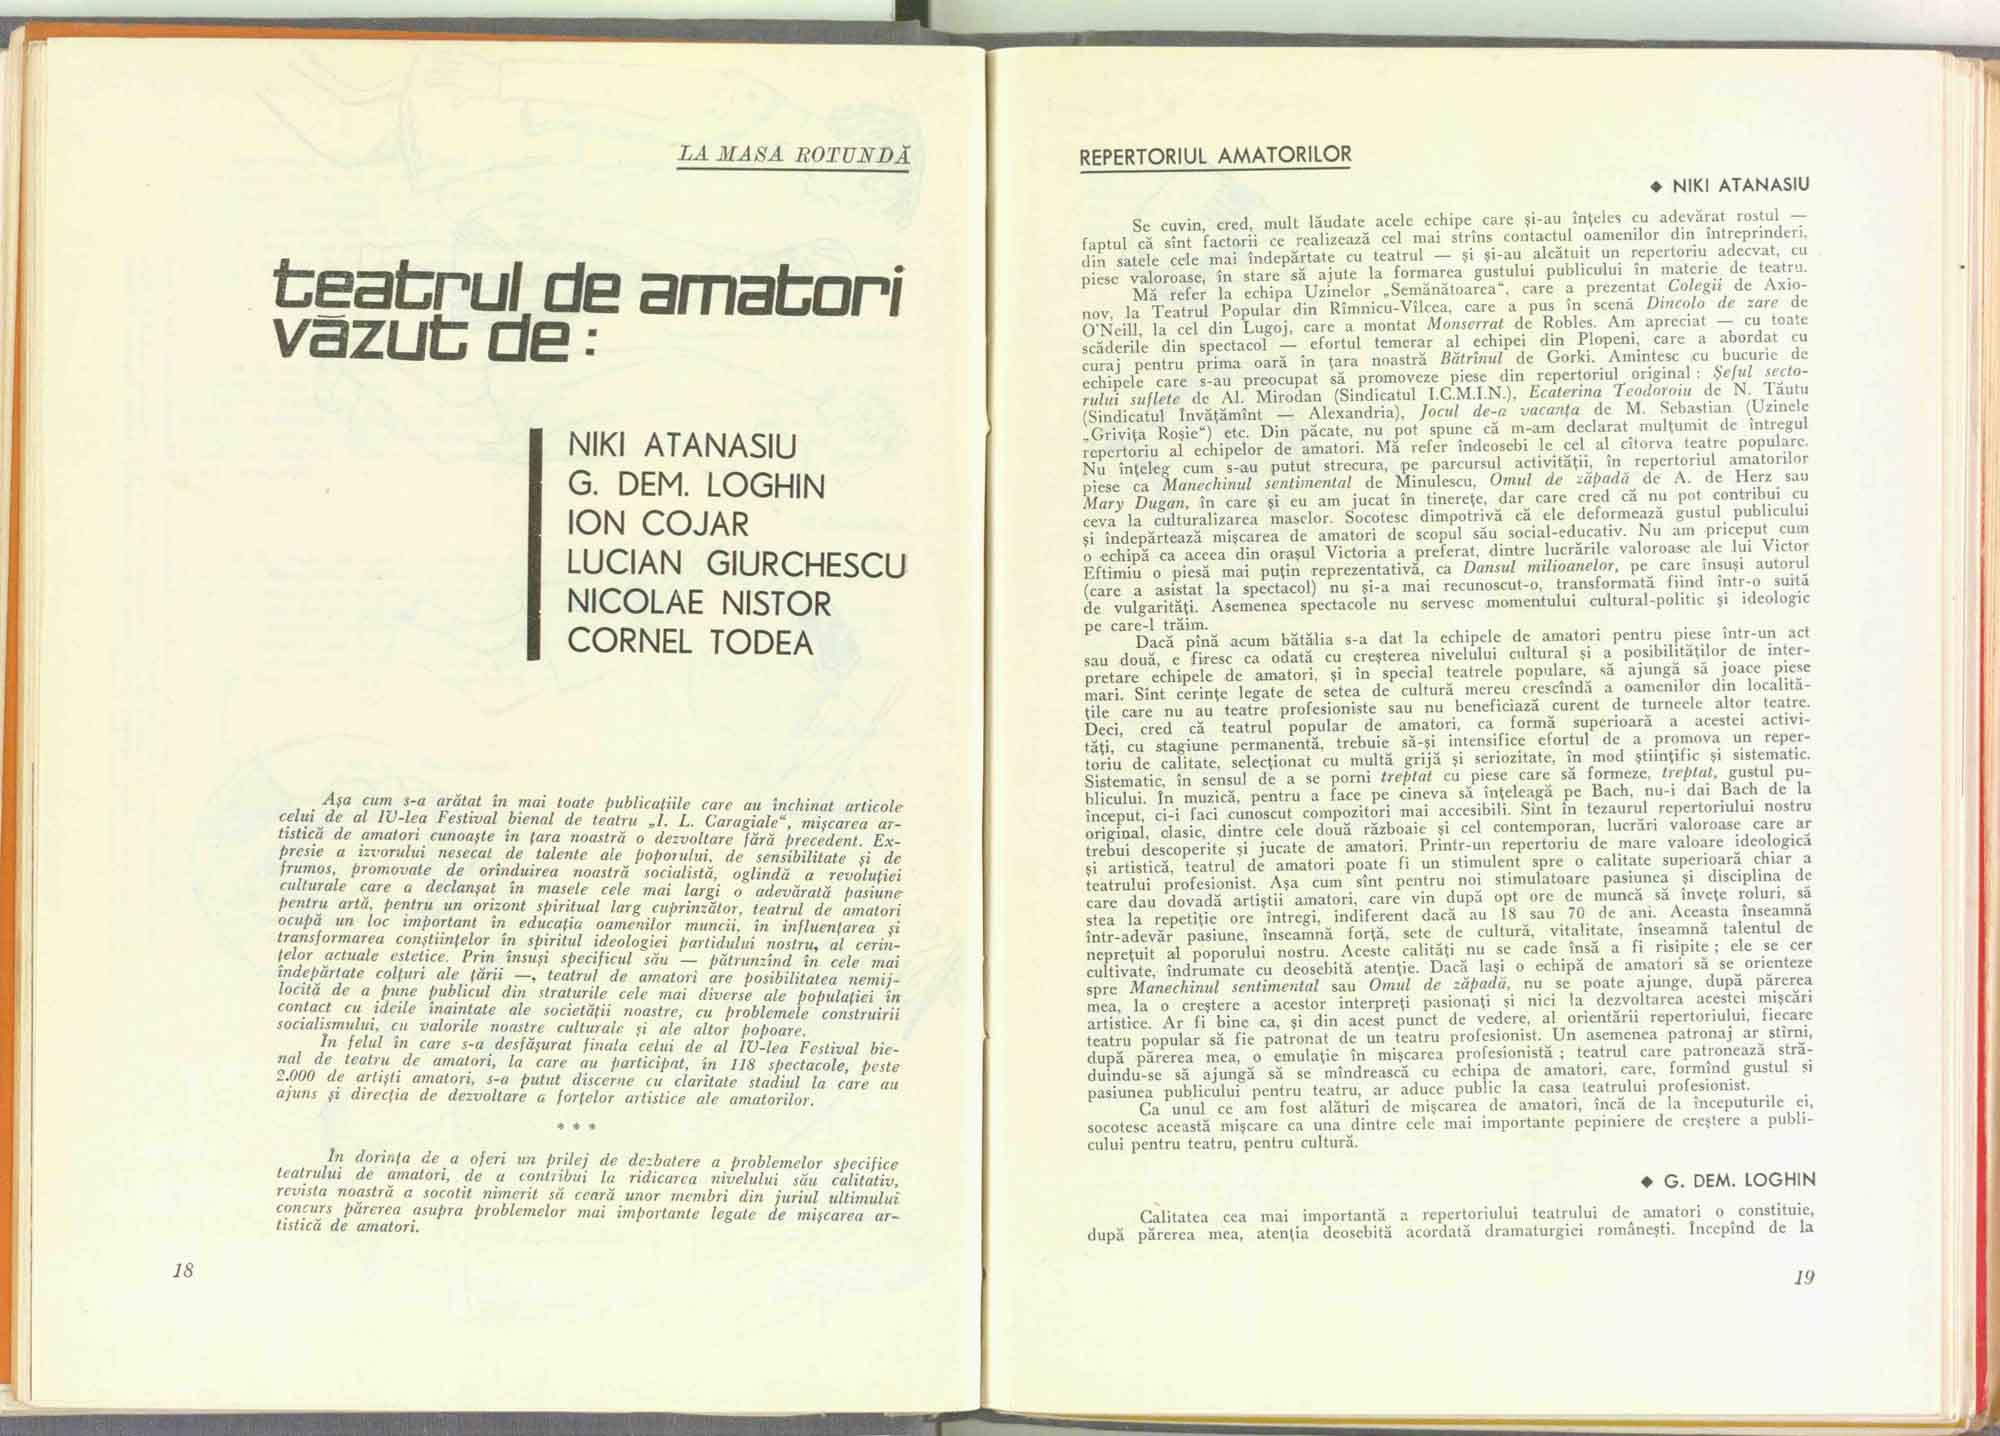 LA MASA ROTUNDĂ
teatrul de amatori
văzut de :
NIKI ATANASIU
G. DEM. LOGHIN
ION COJAR
LUCIAN GIURCHESCU
NICOLAE NISTOR
CORNEL TODEA
Așa cum s-a arătat în mai toate publicațiile care au închinat articole
celui de al IV-lea Festival bienal de teatru „I. L. Caragiale“, mișcarea ar-
tistică de amatori cunoaște în țara noastră o dezvoltare fără precedent. Ex-
presie a izvorului nesecat de talente ale poporului, de sensibilitate și de
frumos, promovate de orînduirea noastră socialistă, oglindă a revoluției
culturale care a declanșat în masele cele mai largi o adevărată pasiune
pentru artă, pentru un orizont spiritual larg cuprinzător, teatrul de amatori
ocupă un loc important în educația oamenilor muncii, în influențarea și
transformarea conștiințelor în spiritul ideologiei partidului nostru, al cerin-
țelor actuale estetice. Prin însuși specificul său — pătrunzînd în cele mai
îndepărtate colțuri ale țării —, teatrul de amatori are posibilitatea nemij-
locită de a pune publicul din straturile cele mai diverse ale populației în
contact cu ideile înaintate ale societății noastre, cu problemele construirii
socialismului, cu valorile noastre culturale și ale altor popoare.
In felul în care s-a desfășurat finala celui de al IV-lea Festival bie-
nal de teatru de amatori, la care au participat, în 118 spectacole, peste
2.000 de artiști amatori, s-a putut discerne cu claritate stadiul la care au
ajuns și direcția de dezvoltare a forțelor artistice ale amatorilor.
* * *
In dorința de a oferi un prilej de dezbatere a problemelor specifice
teatrului de amatori, de a contribui la ridicarea nivelului său calitativ,
revista noastră a socotit nimerit să ceară unor membri din juriul ultimului
concurs părerea asupra problemelor mai importante legate de mișcarea ar-
tistică de amatori.
18
REPERTORIUL AMATORILOR
◆ NIKI ATANASIU
Se cuvin, cred, mult lăudate acele echipe care și-au înțeles cu adevărat rostul —
faptul că sînt factorii ce realizează cel mai strîns contactul oamenilor din întreprinderi,
din satele cele mai îndepărtate cu teatrul — și și-au alcătuit un repertoriu adecvat, cu
piese valoroase, în stare să ajute la formarea gustului publicului în materie de teatru.
Mă refer la echipa Uzinelor „Semănătoarea“, care a prezentat Colegii de Axio-
nov, la Teatrul Popular din Rîmnicu-Vîlcea, care a pus în scenă Dincolo de zare de
O'Neill, la cel din Lugoj, care a montat Monserrat de Robles. Am apreciat — cu toate
scăderile din spectacol — efortul temerar al echipei din Plopeni, care a abordat cu
curaj pentru prima oară în țara noastră Bătrînul de Gorki. Amintesc cu bucurie de
echipele care s-au preocupat să promoveze piese din repertoriul original : Șeful secto-
rului suflete de Al. Mirodan (Sindicatul I.C.M.I.N.), Ecaterina Teodoroiu de N. Tăutu
(Sindicatul Invățămînt — Alexandria), Jocul de-a vacanța de M. Sebastian (Uzinele
„Grivița Roșie“) etc. Din păcate, nu pot spune că m-am declarat mulțumit de întregul
repertoriu al echipelor de amatori. Mă refer îndeosebi le cel al cîtorva teatre populare.
Nu înțeleg cum s-au putut strecura, pe parcursul activității, în repertoriul amatorilor
piese ca Manechinul sentimental de Minulescu, Omul de zăpadă de A. de Herz sau
Mary Dugan, în care și eu am jucat în tinerețe, dar care cred că nu pot contribui cu
ceva la culturalizarea maselor. Socotesc dimpotrivă că ele deformează gustul publicului
și îndepărtează mișcarea de amatori de scopul său social-educativ. Nu am priceput cum
o echipă ca aceea din orașul Victoria a preferat, dintre lucrările valoroase ale lui Victor
Eftimiu o piesă mai puțin reprezentativă, ca Dansul milioanelor, pe care însuși autorul
(care a asistat la spectacol) nu și-a mai recunoscut-o, transformată fiind într-o suită
de vulgarități. Asemenea spectacole nu servesc momentului cultural-politic și ideologic
pe care-l trăim.
Dacă pînă acum bătălia s-a dat la echipele de amatori pentru piese într-un act
sau două, e firesc ca odată cu creșterea nivelului cultural și a posibilităților de inter-
pretare echipele de amatori, și în special teatrele populare, să ajungă să joace piese
mari. Sint cerințe legate de setea de cultură mereu crescîndă a oamenilor din localită-
țile care nu au teatre profesioniste sau nu beneficiază curent de turneele altor teatre.
Deci, cred că teatrul popular de amatori, ca formă superioară a acestei activi-
tăți, cu stagiune permanentă, trebuie să-și intensifice efortul de a promova un reper-
toriu de calitate, selecționat cu multă grijă și seriozitate, în mod științific și sistematic.
Sistematic, în sensul de a se porni treptat cu piese care să formeze, treptat, gustul pu-
blicului. În muzică, pentru a face pe cineva să înțeleagă pe Bach, nu-i dai Bach de la
început, ci-i faci cunoscut compozitori mai accesibili. Sînt în tezaurul repertoriului nostru
original, clasic, dintre cele două războaie și cel contemporan, lucrări valoroase care ar
trebui descoperite și jucate de amatori. Printr-un repertoriu de mare valoare ideologică
și artistică, teatrul de amatori poate fi un stimulent spre o calitate superioară chiar a
teatrului profesionist. Așa cum sînt pentru noi stimulatoare pasiunea și disciplina de
care dau dovadă artiștii amatori, care vin după opt ore de muncă să învețe roluri, să
stea la repetiție ore întregi, indiferent dacă au 18 sau 70 de ani. Aceasta înseamnă
într-adevăr pasiune, înseamnă forță, sete de cultură, vitalitate, înseamnă talentul de
neprețuit al poporului nostru. Aceste calități nu se cade însă a fi risipite ; ele se cer
cultivate, îndrumate cu deosebită atenție. Dacă lași o echipă de amatori să se orienteze
spre Manechinul sentimental sau Omul de zăpadă, nu se poate ajunge, după părerea
mea, la o creștere a acestor interpreți pasionați și nici la dezvoltarea acestei mișcări
artistice. Ar fi bine ca, și din acest punct de vedere, al orientării repertoriului, fiecare
teatru popular să fie patronat de un teatru profesionist. Un asemenea patronaj ar stîrni,
după părerea mea, o emulație în mișcarea profesionistă ; teatrul care patronează stră-
duindu-se să ajungă să se mîndrească cu echipa de amatori, care, formînd gustul și
pasiunea publicului pentru teatru, ar aduce public la casa teatrului profesionist.
Ca unul ce am fost alături de mișcarea de amatori, încă de la începuturile ei,
socotesc această mișcare ca una dintre cele mai importante pepiniere de creștere a publi-
cului pentru teatru, pentru cultură.
◆ G. DEM. LOGHIN
Calitatea cea mai importantă a repertoriului teatrului de amatori o constituie,
după părerea mea, atenția deosebită acordată dramaturgiei românești. Incepînd de la
19